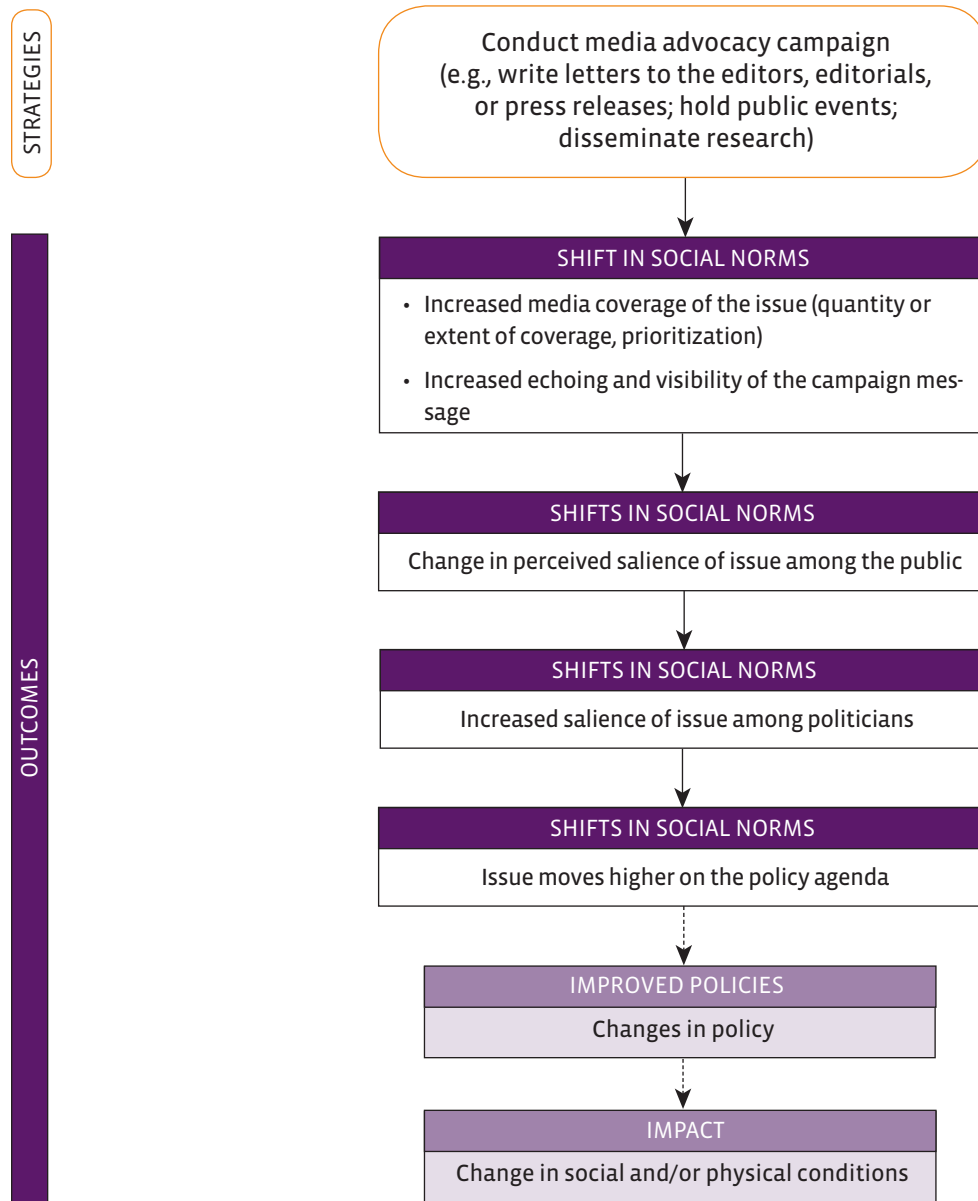 STRATEGIES
Conduct media advocacy campaign
(e.g., write letters to the editors, editorials,
or press releases; hold public events;
disseminate research)
OUTCOMES
SHIFT IN SOCIAL NORMS
• Increased media coverage of the issue (quantity or
extent of coverage, prioritization)
• Increased echoing and visibility of the campaign mes-
sage
SHIFTS IN SOCIAL NORMS
Change in perceived salience of issue among the public
SHIFTS IN SOCIAL NORMS
Increased salience of issue among politicians
SHIFTS IN SOCIAL NORMS
Issue moves higher on the policy agenda
IMPROVED POLICIES
Changes in policy
IMPACT
Change in social and/or physical conditions